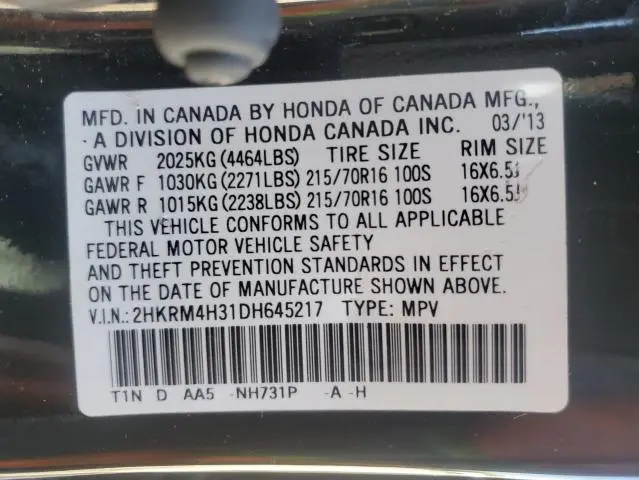 MFD. IN CANADA BY HONDA OF CANADA MFG.,
· A DIVISION OF HONDA CANADA INC. 03/'13
GVWR 2025KG (4464LBS) TIRE SIZE RIM SIZE
GAWR F 1030KG (2271LBS) 215/70R16 100S 16X6.5J
GAWR R 1015KG (2238LBS) 215/70R16 100S 16X6.5J
THIS VEHICLE CONFORMS TO ALL APPLICABLE
FEDERAL MOTOR VEHICLE SAFETY
AND THEFT PREVENTION STANDARDS IN EFFECT
ON THE DATE OF MANUFACTURE SHOWN ABOVE.
V.I.N.: 2HKRM4H31DH645217 TYPE: MPV
T1N D AA5 -NH731P -A -H